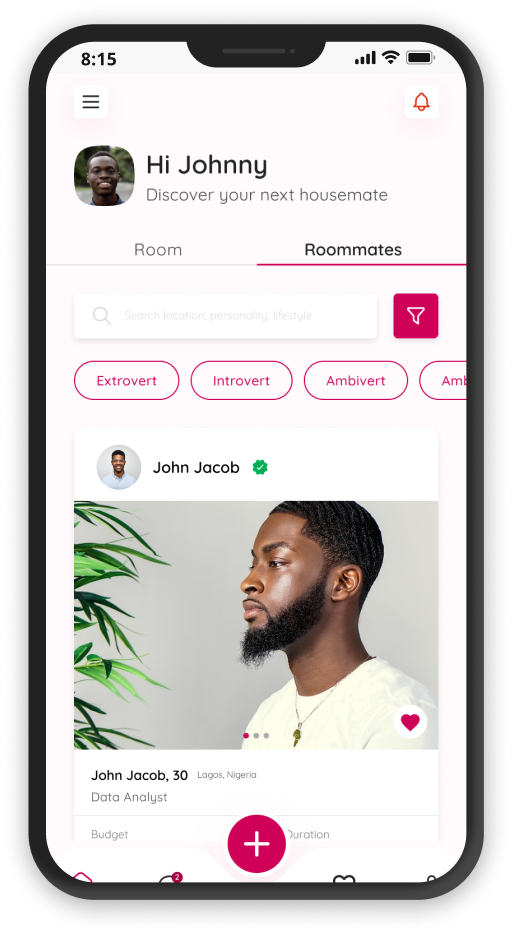 8:15
Hi Johnny
Discover your next housemate
Room Roommates
Search location, personality, lifestyle
Extrovert Introvert Ambivert Amb
John Jacob
John Jacob, 30 Lagos, Nigeria
Data Analyst
Budget Duration
2